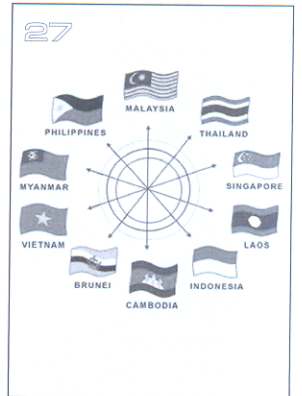 27
MALAYSIA
PHILIPPINES
THAILAND
MYANMAR
SINGAPORE
VIETNAM
LAOS
BRUNEI
INDONESIA
CAMBODIA